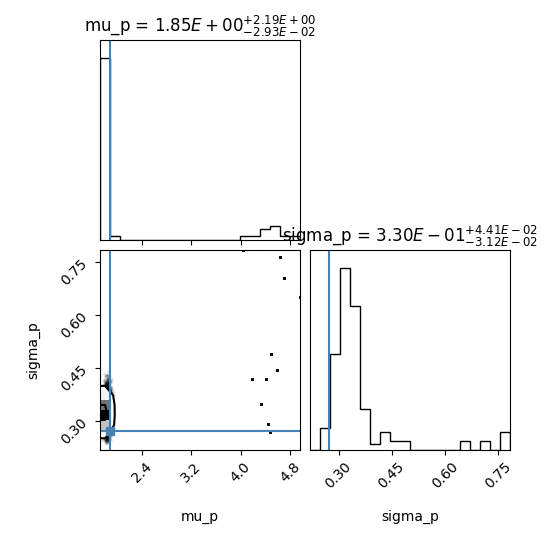 mu_p = 1.85E + 00+2.19E+00−2.93E−02
sigma_p = 3.30E − 01+4.41E−02−3.12E−02
0.75
0.60
0.45
0.30
sigma_p
2.4 3.2 4.0 4.8
0.30 0.45 0.60 0.75
mu_p
sigma_p